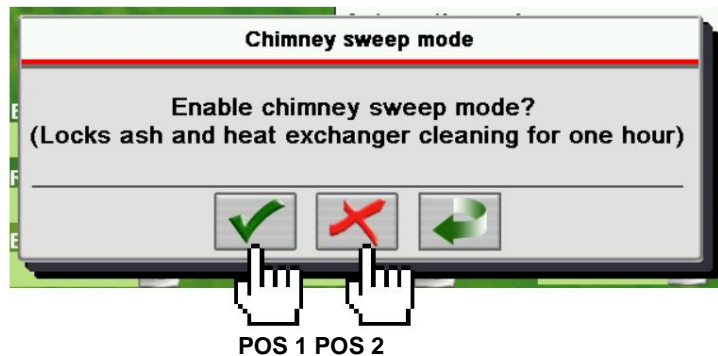 Chimney sweep mode
Enable chimney sweep mode?
(Locks ash and heat exchanger cleaning for one hour)
POS 1 POS 2